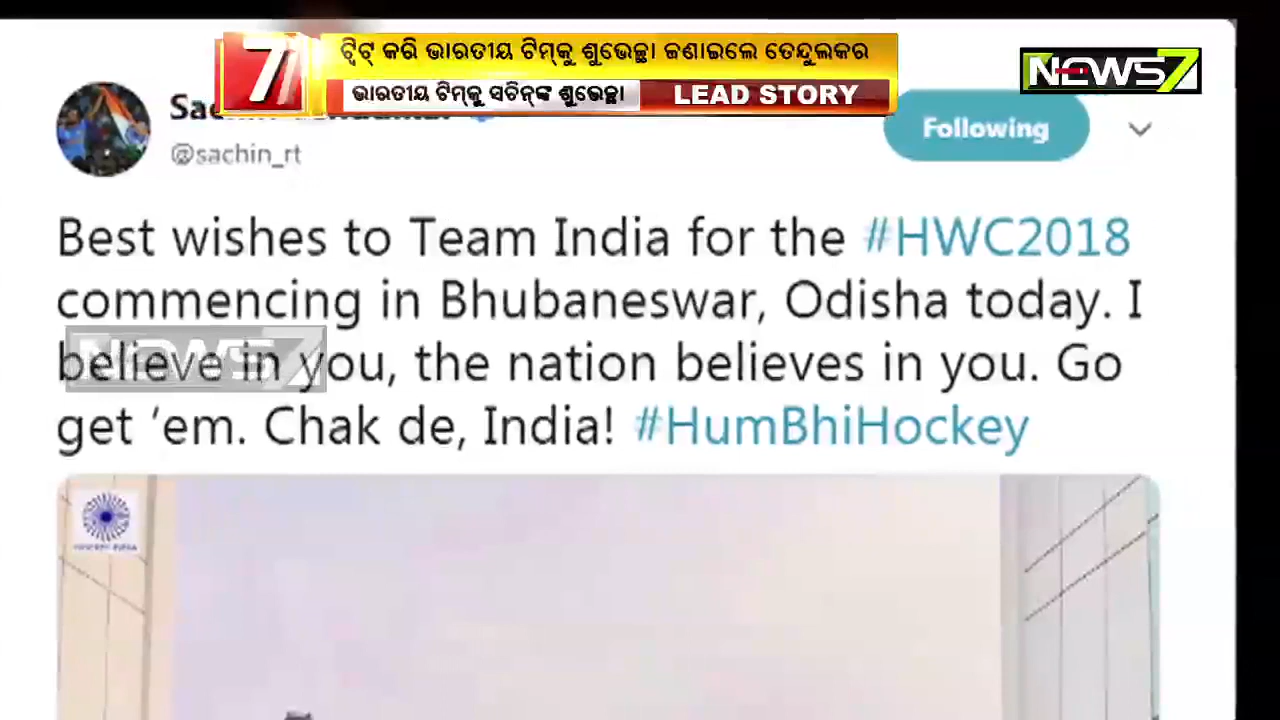 ଟ୍ୱିଟ୍ କରି ଭାରତୀୟ ଟିମ୍‌କୁ ଶୁଭେଚ୍ଛା ଜଣାଇଲେ ତେନ୍ଦୁଲକର
7
ଭାରତୀୟ ଟିମ୍‌କୁ ସଚିନ୍‌ଙ୍କ ଶୁଭେଚ୍ଛା
LEAD STORY
NEWS7
Following
@sachin_rt
Best wishes to Team India for the #HWC2018
commencing in Bhubaneswar, Odisha today. I
believe in you, the nation believes in you. Go
get ‘em. Chak de, India! #HumBhiHockey
NEWS7